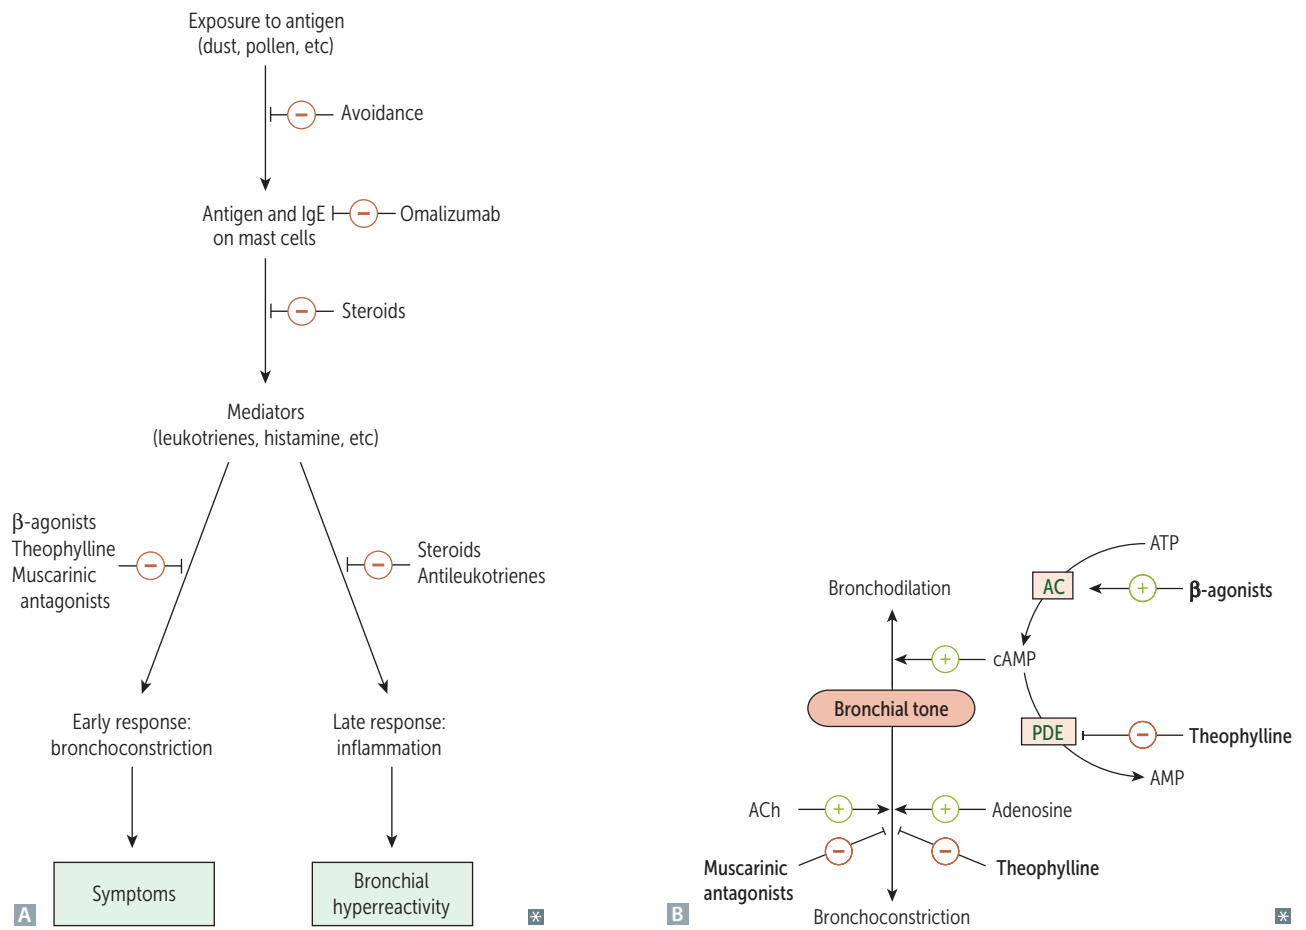 Exposure to antigen
(dust, pollen, etc)
Avoidance
Antigen and IgE
on mast cells
Omalizumab
Steroids
Mediators
(leukotrienes, histamine, etc)
β-agonists
Theophylline
Muscarinic
antagonists
Steroids
Antileukotrienes
Early response:
bronchoconstriction
Late response:
inflammation
Symptoms
Bronchial
hyperreactivity
A
Bronchodilation
ATP
AC
β-agonists
cAMP
Bronchial tone
PDE
Theophylline
AMP
ACh
Adenosine
Muscarinic
antagonists
Theophylline
Bronchoconstriction
B